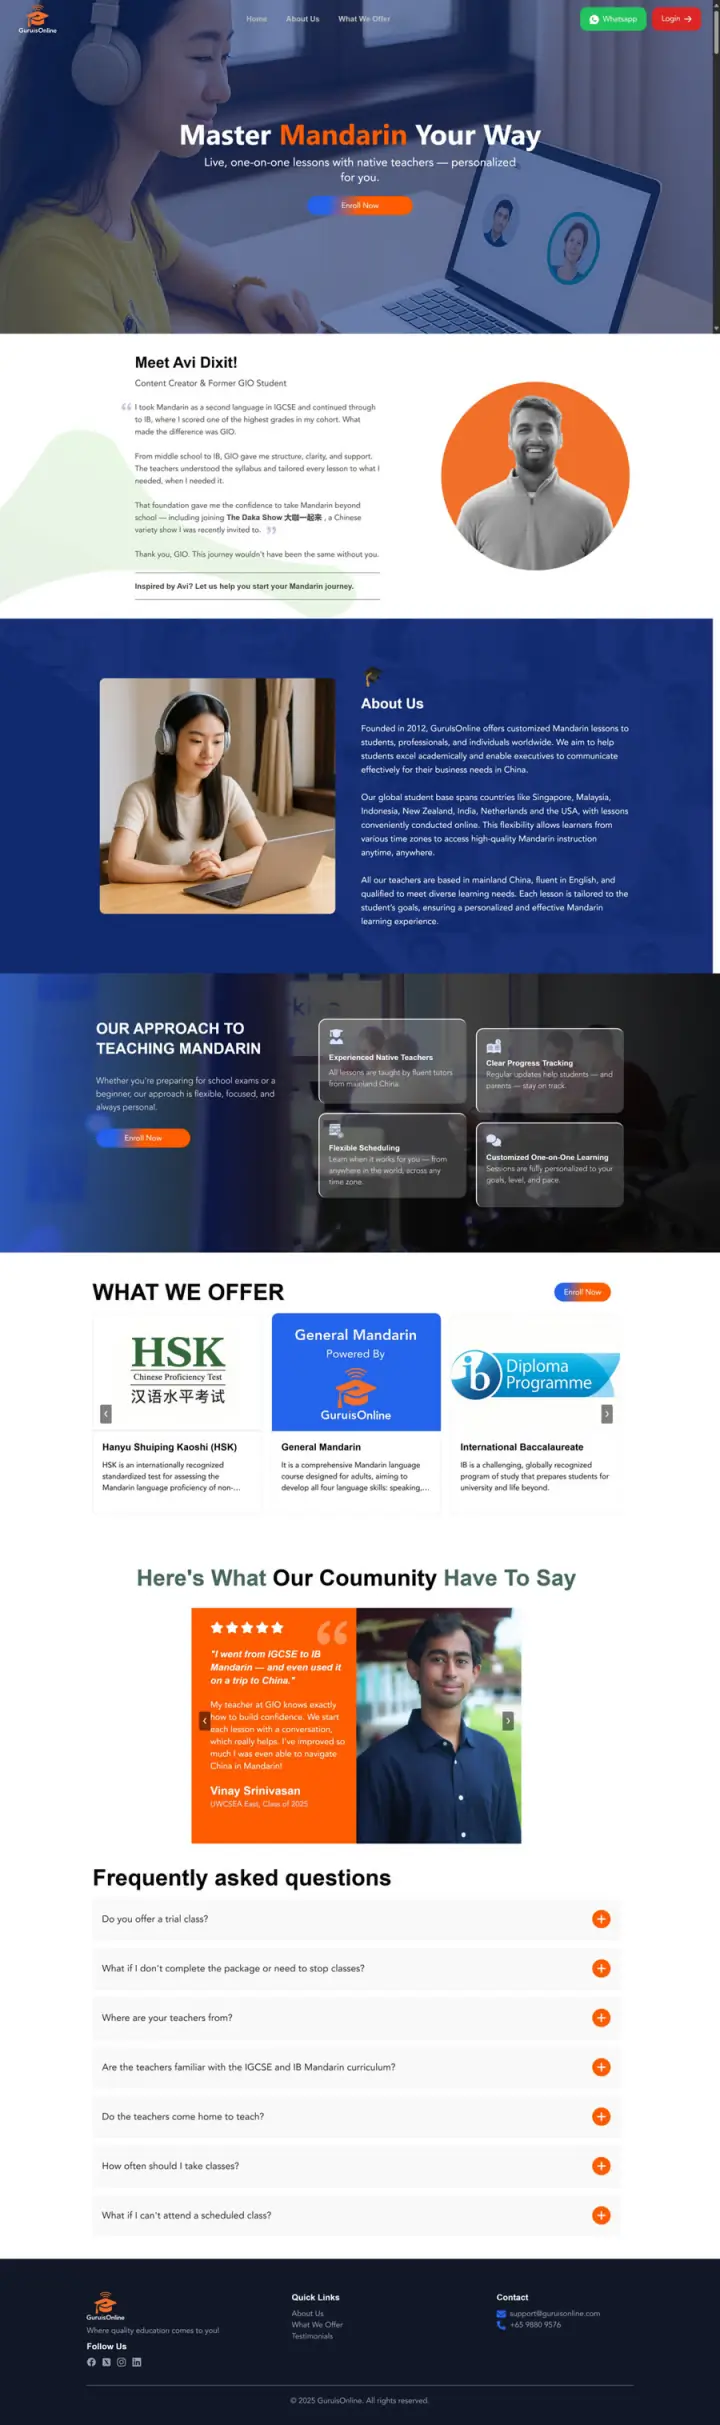 GuruisOnline
Home
About Us
What We Offer
Whatsapp
Login →
Master Mandarin Your Way
Live, one-on-one lessons with native teachers — personalized
for you.
Enroll Now
Meet Avi Dixit!
Content Creator & Former GIO Student
“ I took Mandarin as a second language in IGCSE and continued through
to IB, where I scored one of the highest grades in my cohort. What
made the difference was GIO.
From middle school to IB, GIO gave me structure, clarity, and support.
The teachers understood the syllabus and tailored every lesson to what I
needed, when I needed it.
That foundation gave me the confidence to take Mandarin beyond
school — including joining The Daka Show 大咖一起来 , a Chinese
variety show I was recently invited to. ”
Thank you, GIO. This journey wouldn't have been the same without you.
Inspired by Avi? Let us help you start your Mandarin journey.
About Us
Founded in 2012, GuruIsOnline offers customized Mandarin lessons to
students, professionals, and individuals worldwide. We aim to help
students excel academically and enable executives to communicate
effectively for their business needs in China.
Our global student base spans countries like Singapore, Malaysia,
Indonesia, New Zealand, India, Netherlands and the USA, with lessons
conveniently conducted online. This flexibility allows learners from
various time zones to access high-quality Mandarin instruction
anytime, anywhere.
All our teachers are based in mainland China, fluent in English, and
qualified to meet diverse learning needs. Each lesson is tailored to the
student's goals, ensuring a personalized and effective Mandarin
learning experience.
OUR APPROACH TO
TEACHING MANDARIN
Whether you're preparing for school exams or a
beginner, our approach is flexible, focused, and
always personal.
Enroll Now
Experienced Native Teachers
All lessons are taught by fluent tutors
from mainland China.
Clear Progress Tracking
Regular updates help students — and
parents — stay on track.
Flexible Scheduling
Learn when it works for you — from
anywhere in the world, across any
time zone.
Customized One-on-One Learning
Sessions are fully personalized to your
goals, level, and pace.
WHAT WE OFFER
Enroll Now
HSK
Chinese Proficiency Test
汉语水平考试
Hanyu Shuiping Kaoshi (HSK)
HSK is an internationally recognized
standardized test for assessing the
Mandarin language proficiency of non-...
General Mandarin
Powered By
GuruisOnline
General Mandarin
It is a comprehensive Mandarin language
course designed for adults, aiming to
develop all four language skills: speaking,...
ib Diploma
Programme
International Baccalaureate
IB is a challenging, globally recognized
program of study that prepares students for
university and life beyond.
Here's What Our Coumunity Have To Say
"I went from IGCSE to IB
Mandarin — and even used it
on a trip to China."
My teacher at GIO knows exactly
how to build confidence. We start
each lesson with a conversation,
which really helps. I've improved so
much I was even able to navigate
China in Mandarin!
Vinay Srinivasan
UWCSEA East, Class of 2025
Frequently asked questions
Do you offer a trial class?
What if I don't complete the package or need to stop classes?
Where are your teachers from?
Are the teachers familiar with the IGCSE and IB Mandarin curriculum?
Do the teachers come home to teach?
How often should I take classes?
What if I can't attend a scheduled class?
GuruisOnline
Where quality education comes to you!
Follow Us
Quick Links
About Us
What We Offer
Testimonials
Contact
support@guruisonline.com
+65 9880 9576
© 2025 GuruisOnline. All rights reserved.